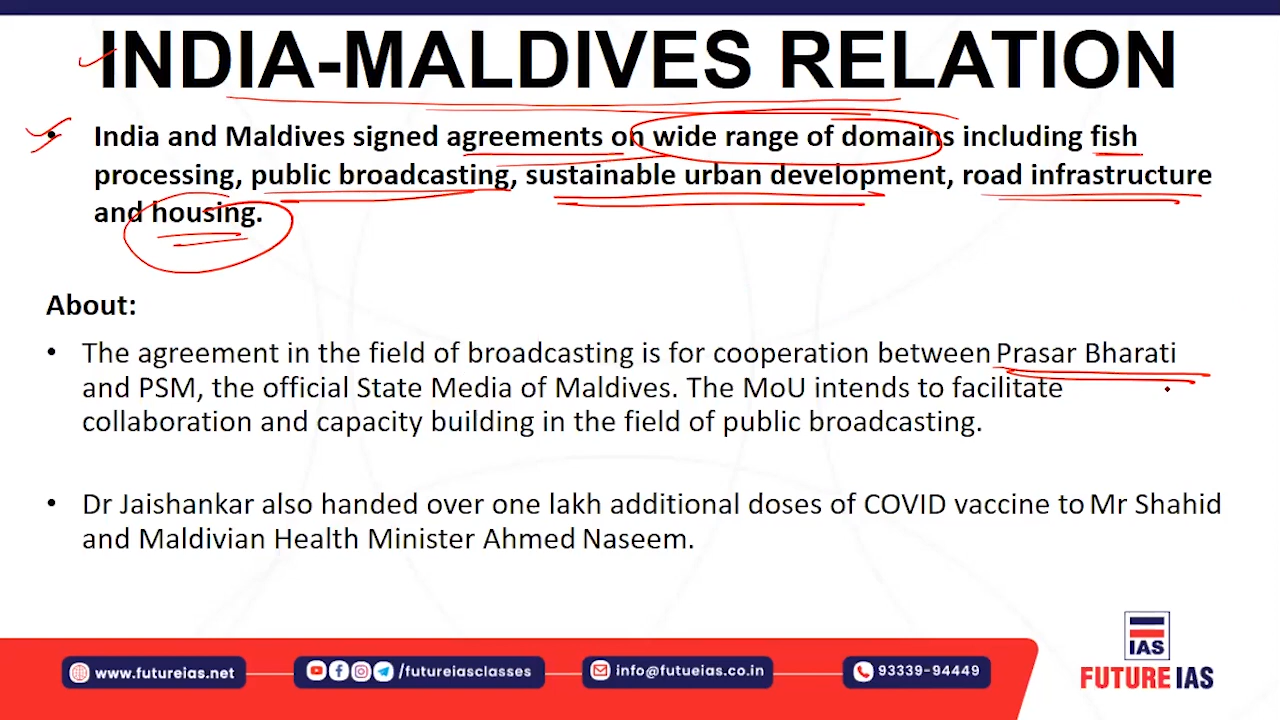 INDIA-MALDIVES RELATION
• India and Maldives signed agreements on wide range of domains including fish
processing, public broadcasting, sustainable urban development, road infrastructure
and housing.
About:
• The agreement in the field of broadcasting is for cooperation between Prasar Bharati
and PSM, the official State Media of Maldives. The MoU intends to facilitate
collaboration and capacity building in the field of public broadcasting.
• Dr Jaishankar also handed over one lakh additional doses of COVID vaccine to Mr Shahid
and Maldivian Health Minister Ahmed Naseem.
IAS
FUTURE IAS
www.futureias.net
/futureiasclasses
info@futueias.co.in
93339-94449